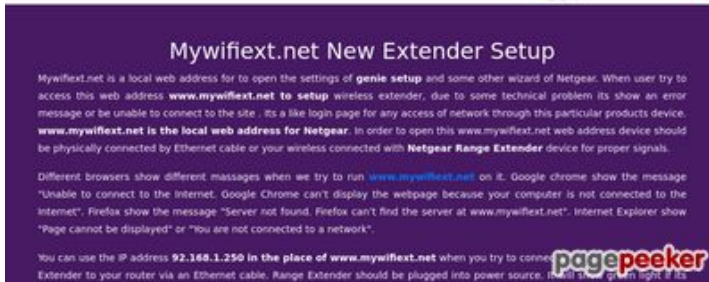 Mywifiext.net New Extender Setup
Mywifiext.net is a local web address for to open the settings of genie setup and some other wizard of Netgear. When user try to
access this web address www.mywifiext.net to setup wireless extender, due to some technical problem its show an error
message or be unable to connect to the site . Its a like login page for any access of network through this particular products device.
www.mywifiext.net is the local web address for Netgear. In order to open this www.mywifiext.net web address device should
be physically connected by Ethernet cable or your wireless connected with Netgear Range Extender device for proper signals.
Different browsers show different massages when we try to run www.mywifiext.net on it. Google chrome show the message
"Unable to connect to the Internet. Google Chrome can't display the webpage because your computer is not connected to the
Internet". Firefox show the message "Server not found. Firefox can't find the server at www.mywifiext.net". Internet Explorer show
"Page cannot be displayed" or "You are not connected to a network".
You can use the IP address 92.168.1.250 in the place of www.mywifiext.net when you try to
Extender to your router via an Ethernet cable. Range Extender should be plugged into power source. It will show green light if its
pagepeeker